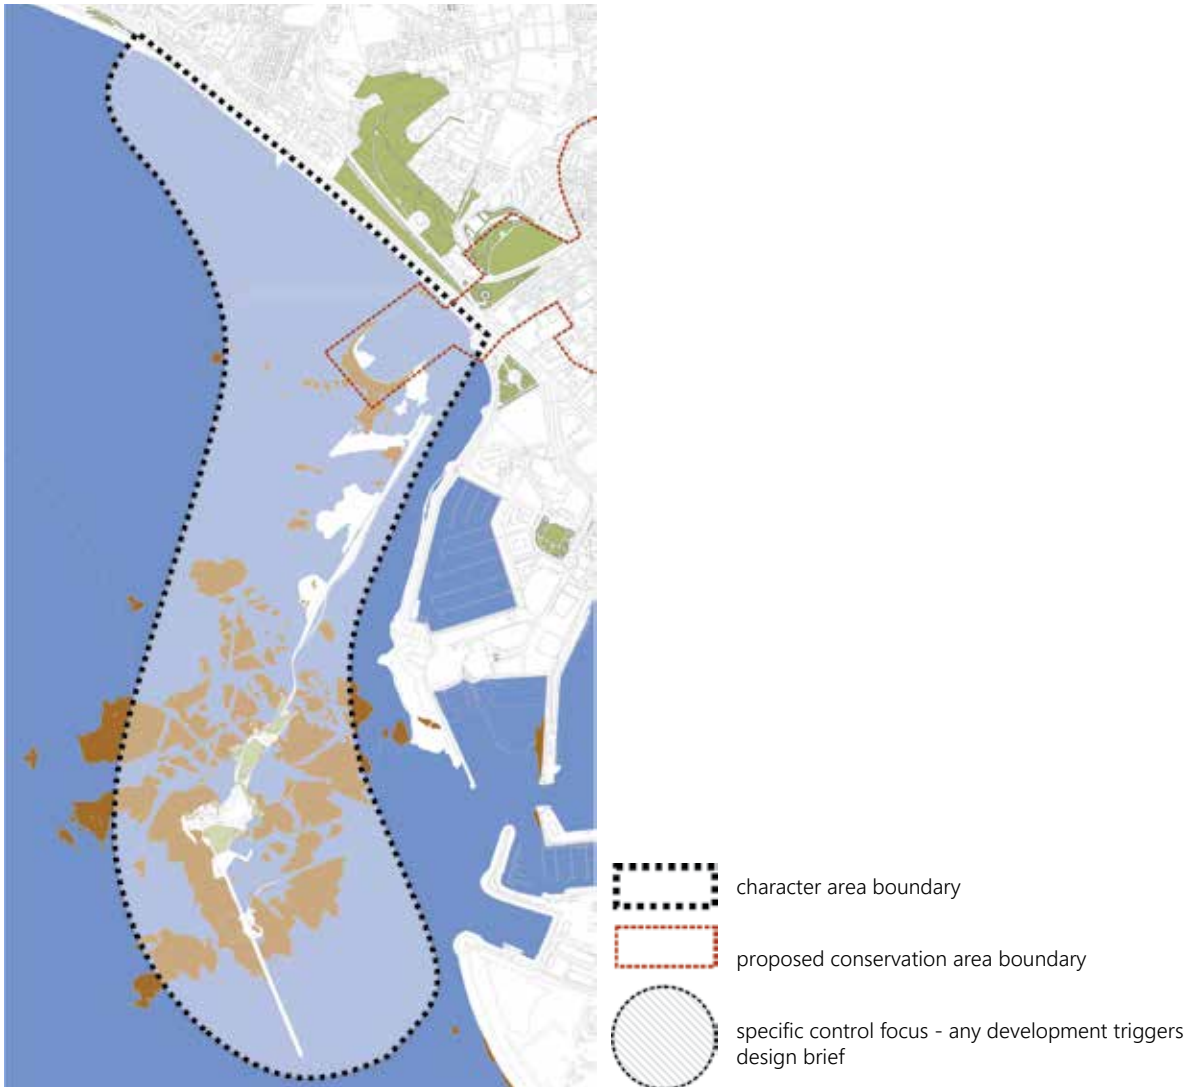 character area boundary
proposed conservation area boundary
specific control focus - any development triggers
design brief